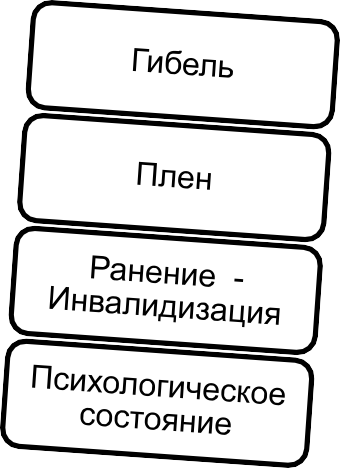 Гибель
Плен
Ранение -
Инвалидизация
Психологическое
состояние